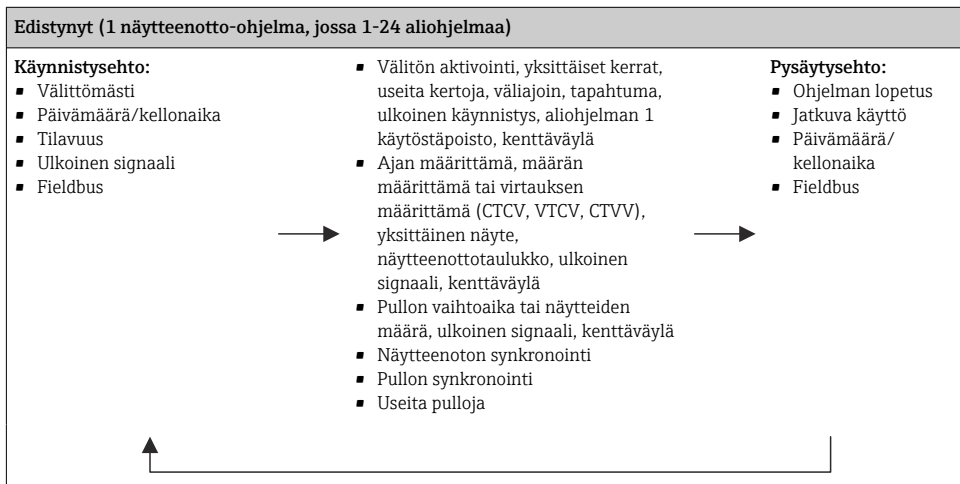 Edistynyt (1 näytteenotto-ohjelma, jossa 1-24 aliohjelmaa)
Käynnistysehto:
▪ Välittömästi
▪ Päivämäärä/kellonaika
▪ Tilavuus
▪ Ulkoinen signaali
▪ Fieldbus
▪ Välitön aktivointi, yksittäiset kerrat,
useita kertoja, väliajoin, tapahtuma,
ulkoinen käynnistys, aliohjelman 1
käytöstäpoisto, kenttäväylä
▪ Ajan määrittämä, määrän
määrittämä tai virtauksen
määrittämä (CTCV, VTCV, CTVV),
yksittäinen näyte,
näytteenottotaulukko, ulkoinen
signaali, kenttäväylä
▪ Pullon vaihtoaika tai näytteiden
määrä, ulkoinen signaali, kenttäväylä
▪ Näytteenoton synkronointi
▪ Pullon synkronointi
▪ Useita pulloja
Pysäytysehto:
▪ Ohjelman lopetus
▪ Jatkuva käyttö
▪ Päivämäärä/
kellonaika
▪ Fieldbus